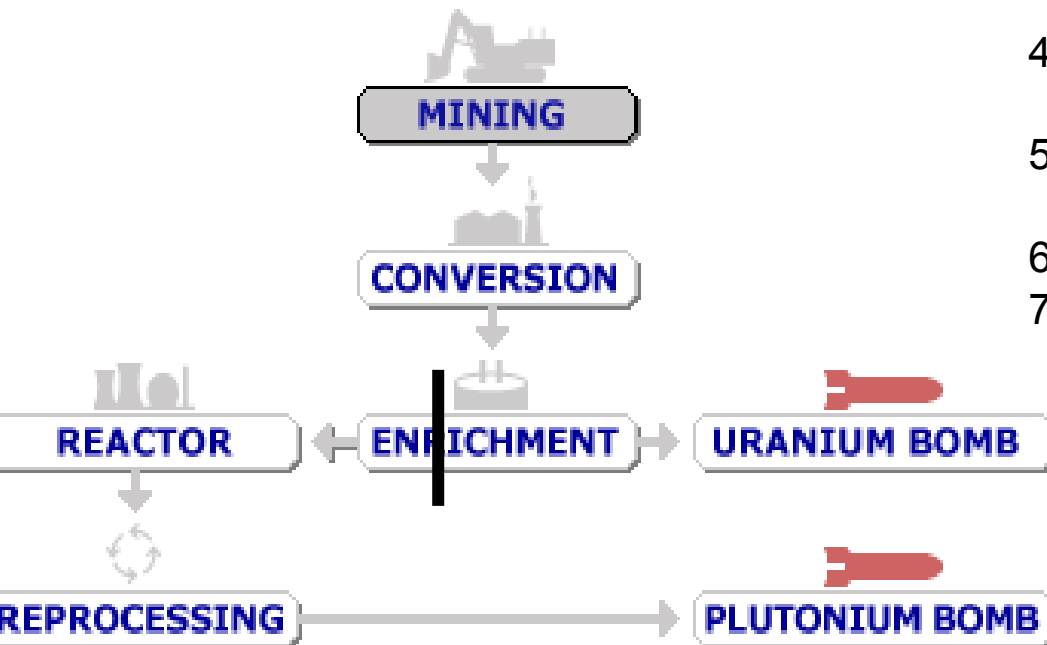 4
MINING
5
CONVERSION
6
7
REACTOR
ENRICHMENT
URANIUM BOMB
REPROCESSING
PLUTONIUM BOMB